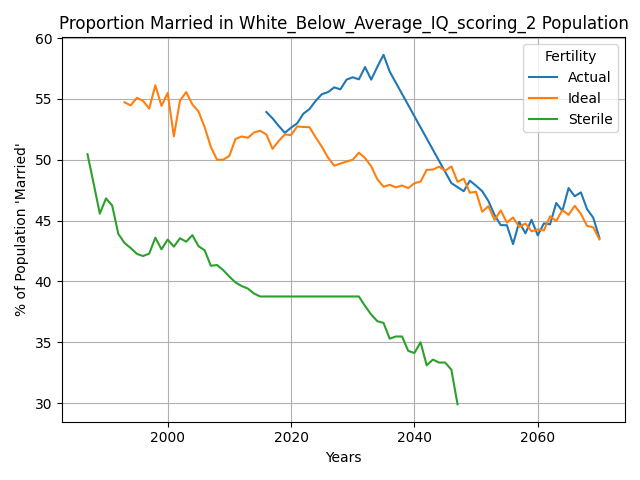 Proportion Married in White_Below_Average_IQ_scoring_2 Population
% of Population 'Married'
60
55
50
45
40
35
30
Fertility
Actual
Ideal
Sterile
2000 2020 2040 2060
Years